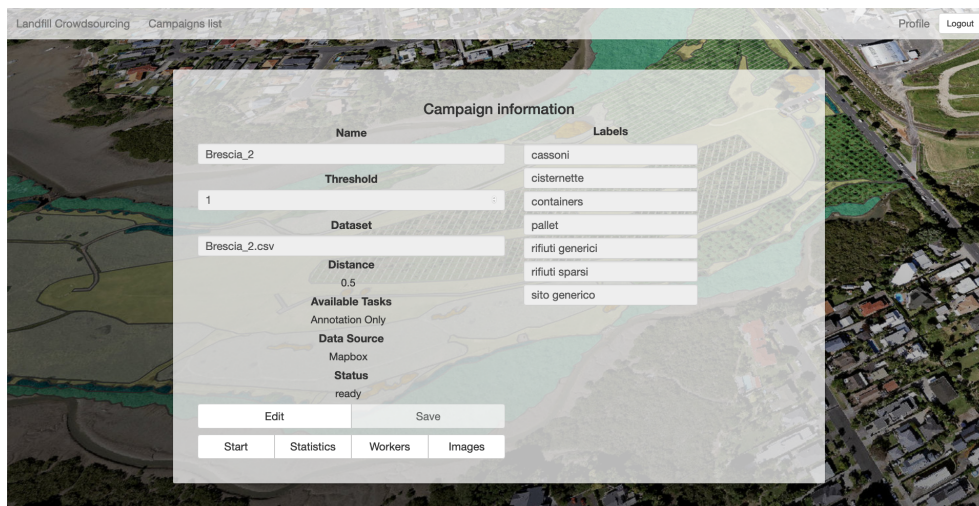 Landfill Crowdsourcing Campaigns list Profile Logout
Campaign information
Name
Brescia_2
Threshold
1
Dataset
Brescia_2.csv
Distance
0.5
Available Tasks
Annotation Only
Data Source
Mapbox
Status
ready
Edit Save
Start Statistics Workers Images
Labels
cassoni
cisternette
containers
pallet
rifiuti generici
rifiuti sparsi
sito generico